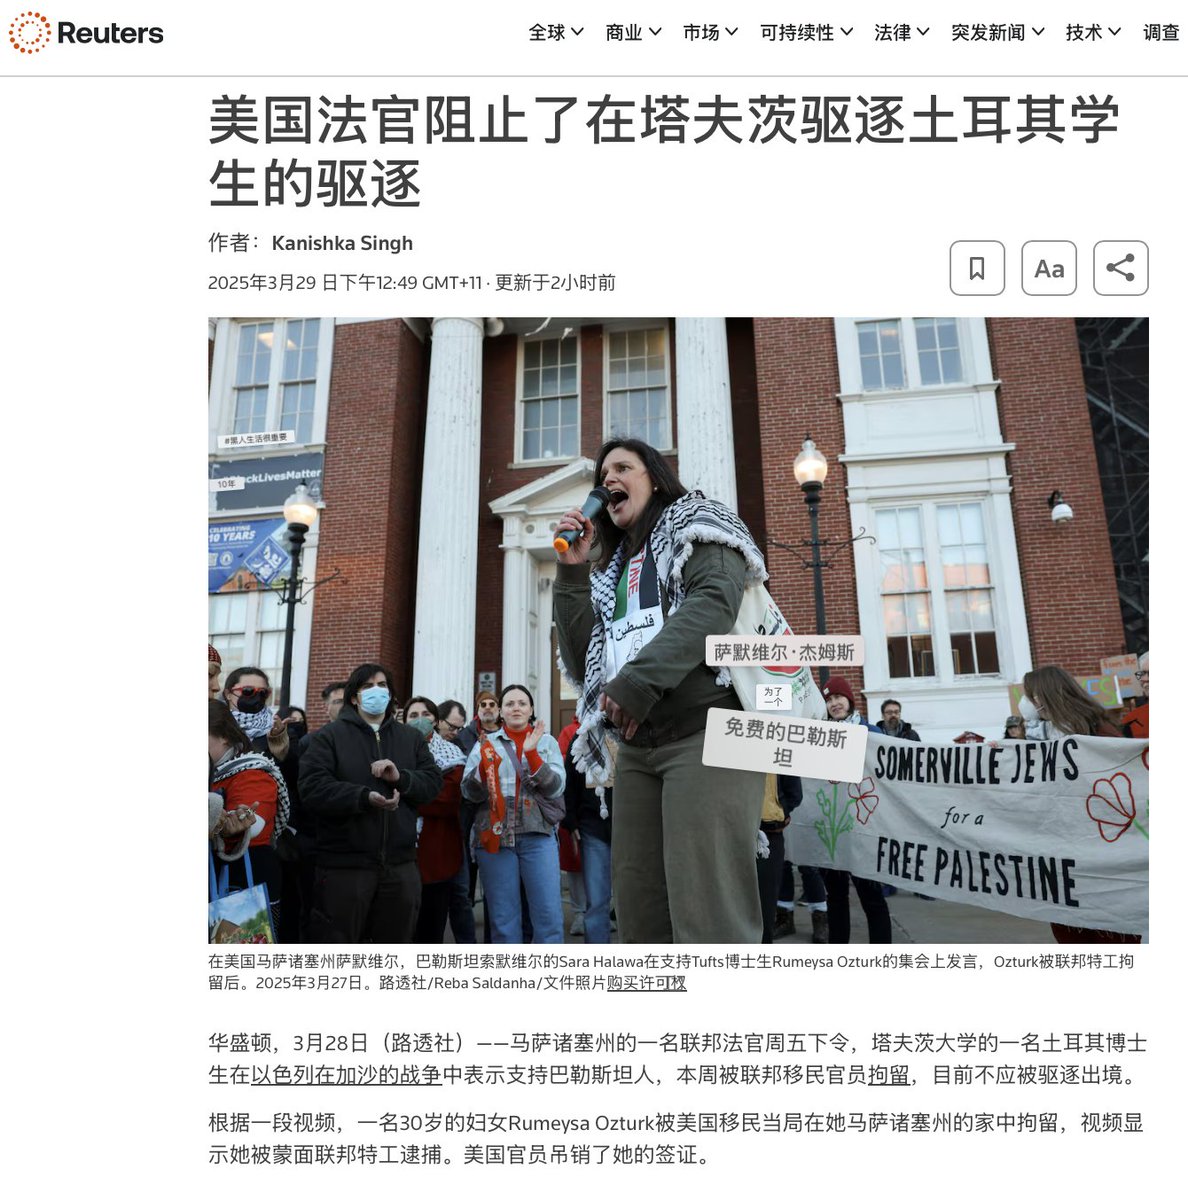 Reuters
全球 商业 市场 可持续性 法律 突发新闻 技术 调查
美国法官阻止了在塔夫茨驱逐土耳其学
生的驱逐
作者：Kanishka Singh
2025年3月29 日下午12:49 GMT+11 · 更新于2小时前
Aa
#黑人生活很重要
ckLivesMatter
10年
CELEBRATING
10 YEARS
TINE
فلسطين
萨默维尔·杰姆斯
为了
一个
免费的巴勒斯
坦
SOMERVILLE JEWS
for a
FREE PALESTINE
在美国马萨诸塞州萨默维尔，巴勒斯坦索默维尔的Sara Halawa在支持Tufts博士生Rumeysa Ozturk的集会上发言，Ozturk被联邦特工拘
留后。2025年3月27日。路透社/Reba Saldanha/文件照片购买许可权
华盛顿，3月28日（路透社）——马萨诸塞州的一名联邦法官周五下令，塔夫茨大学的一名土耳其博士
生在以色列在加沙的战争中表示支持巴勒斯坦人，本周被联邦移民官员拘留，目前不应被驱逐出境。
根据一段视频，一名30岁的妇女Rumeysa Ozturk被美国移民当局在她马萨诸塞州的家中拘留，视频显
示她被蒙面联邦特工逮捕。美国官员吊销了她的签证。